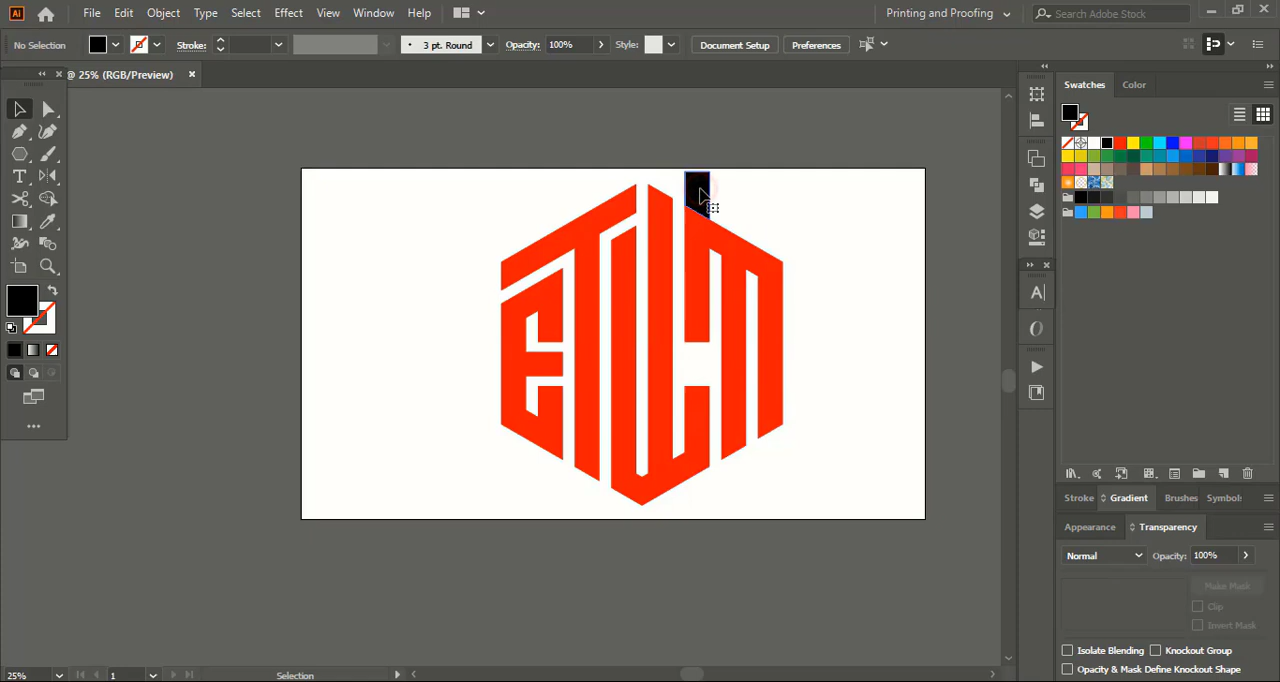 Ai File Edit Object Type Select Effect View Window Help Printing and Proofing Search Adobe Stock
No Selection Stroke: 3 pt. Round Opacity: 100% Style: Document Setup Preferences
@ 25% (RGB/Preview)
Swatches Color
Stroke Gradient Brushes Symbol:
Appearance Transparency
Normal Opacity: 100%
Make Mask
Clip
Invert Mask
Isolate Blending Knockout Group
Opacity & Mask Define Knockout Shape
25% 1 Selection